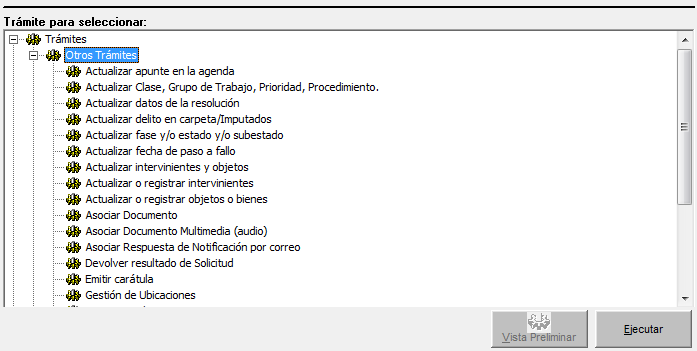 Trámite para seleccionar:
Trámites
Otros Trámites
Actualizar apunte en la agenda
Actualizar Clase, Grupo de Trabajo, Prioridad, Procedimiento.
Actualizar datos de la resolución
Actualizar delito en carpeta/Imputados
Actualizar fase y/o estado y/o subestado
Actualizar fecha de paso a fallo
Actualizar intervinientes y objetos
Actualizar o registrar intervinientes
Actualizar o registrar objetos o bienes
Asociar Documento
Asociar Documento Multimedia (audio)
Asociar Respuesta de Notificación por correo
Devolver resultado de Solicitud
Emitir carátula
Gestión de Ubicaciones
Vista Preliminar
Ejecutar